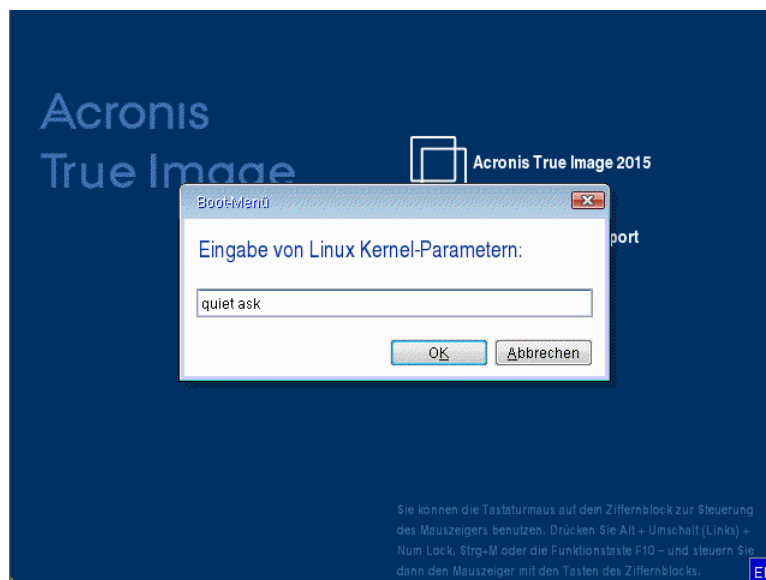 Acronis
True Image
Acronis True Image 2015
Boot-Menü
port
Eingabe von Linux Kernel-Parametern:
quiet ask
OK
Abbrechen
Sie können die Tastaturmaus auf dem Ziffernblock zur Steuerung
des Mauszeigers benutzen. Drücken Sie Alt + Umschalt (Links) +
Num Lock, Strg+M oder die Funktionstaste F10 – und steuern Sie
dann den Mauszeiger mit den Tasten des Ziffernblocks.